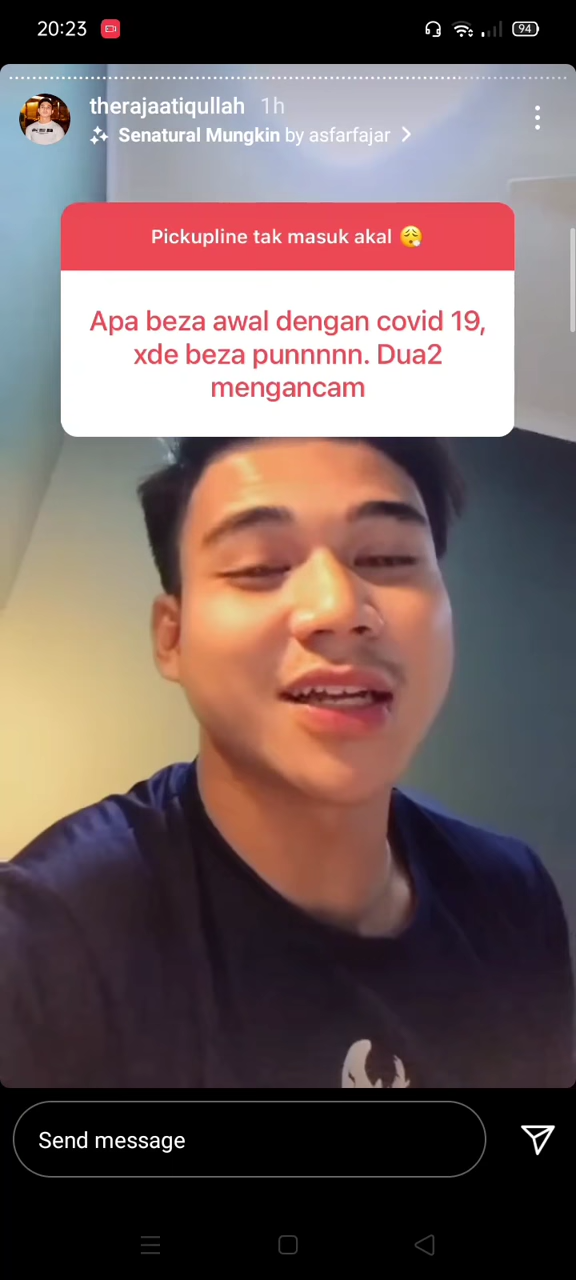 20:23
94
therajaatiqullah 1h
Senatural Mungkin by asfarfajar
Pickupline tak masuk akal 😮‍💨
Apa beza awal dengan covid 19,
xde beza punnnnn. Dua2
mengancam
Send message